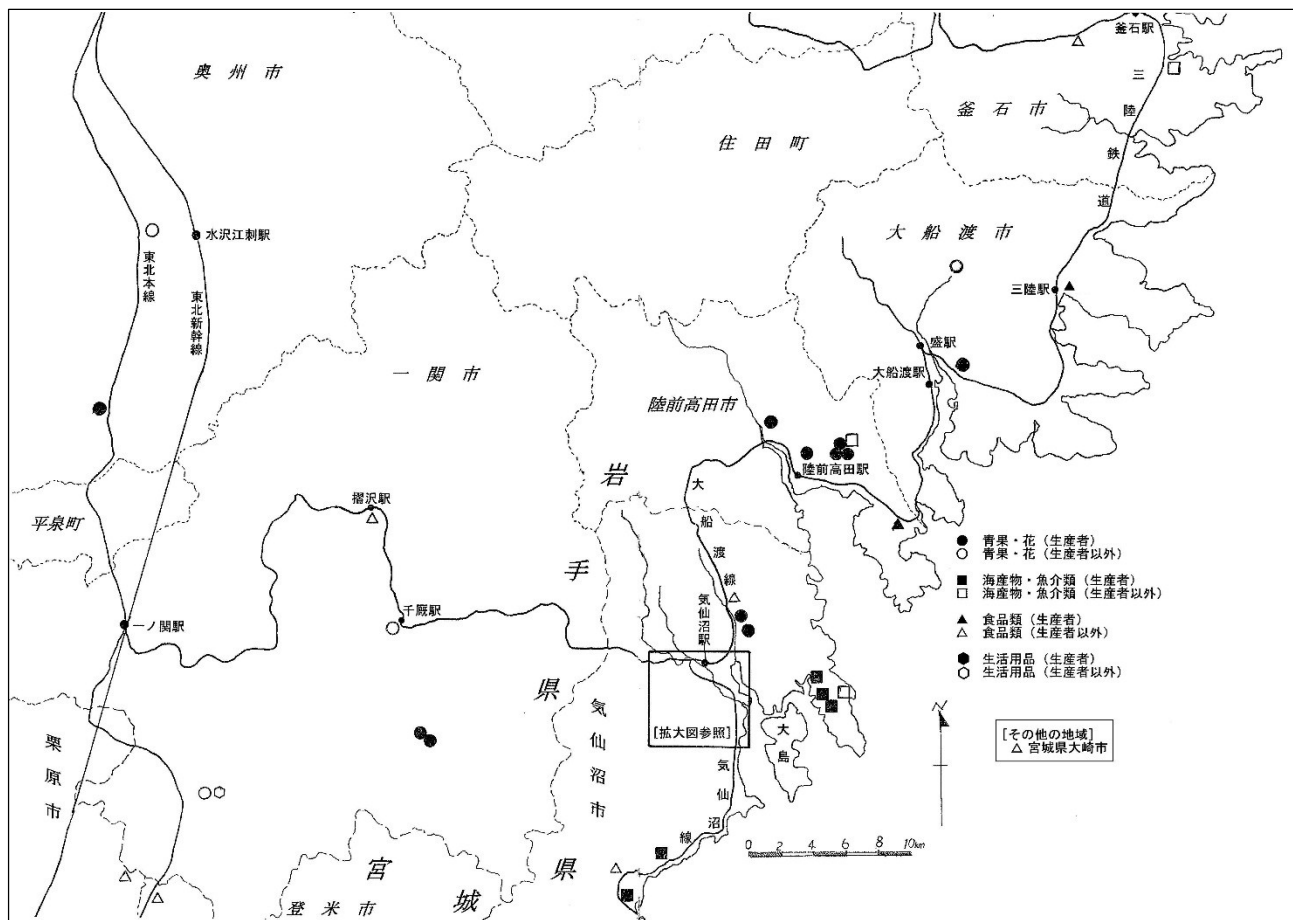 釜石駅
奥州市
三陸鉄道
釜石市
住田町
水沢江刺駅
東北本線
東北新幹線
大船渡市
三陸駅
盛駅
大船渡駅
一関市
陸前高田市
陸前高田駅
岩手県
大船渡線
摺沢駅
平泉町
千厩駅
一ノ関駅
気仙沼駅
● 青果・花（生産者）
○ 青果・花（生産者以外）
■ 海産物・魚介類（生産者）
□ 海産物・魚介類（生産者以外）
▲ 食品類（生産者）
△ 食品類（生産者以外）
⬢ 生活用品（生産者）
⬡ 生活用品（生産者以外）
[拡大図参照]
大島
気仙沼市
気仙沼線
栗原市
N
[その他の地域]
△ 宮城県大崎市
0 2 4 6 8 10km
宮城県
登米市